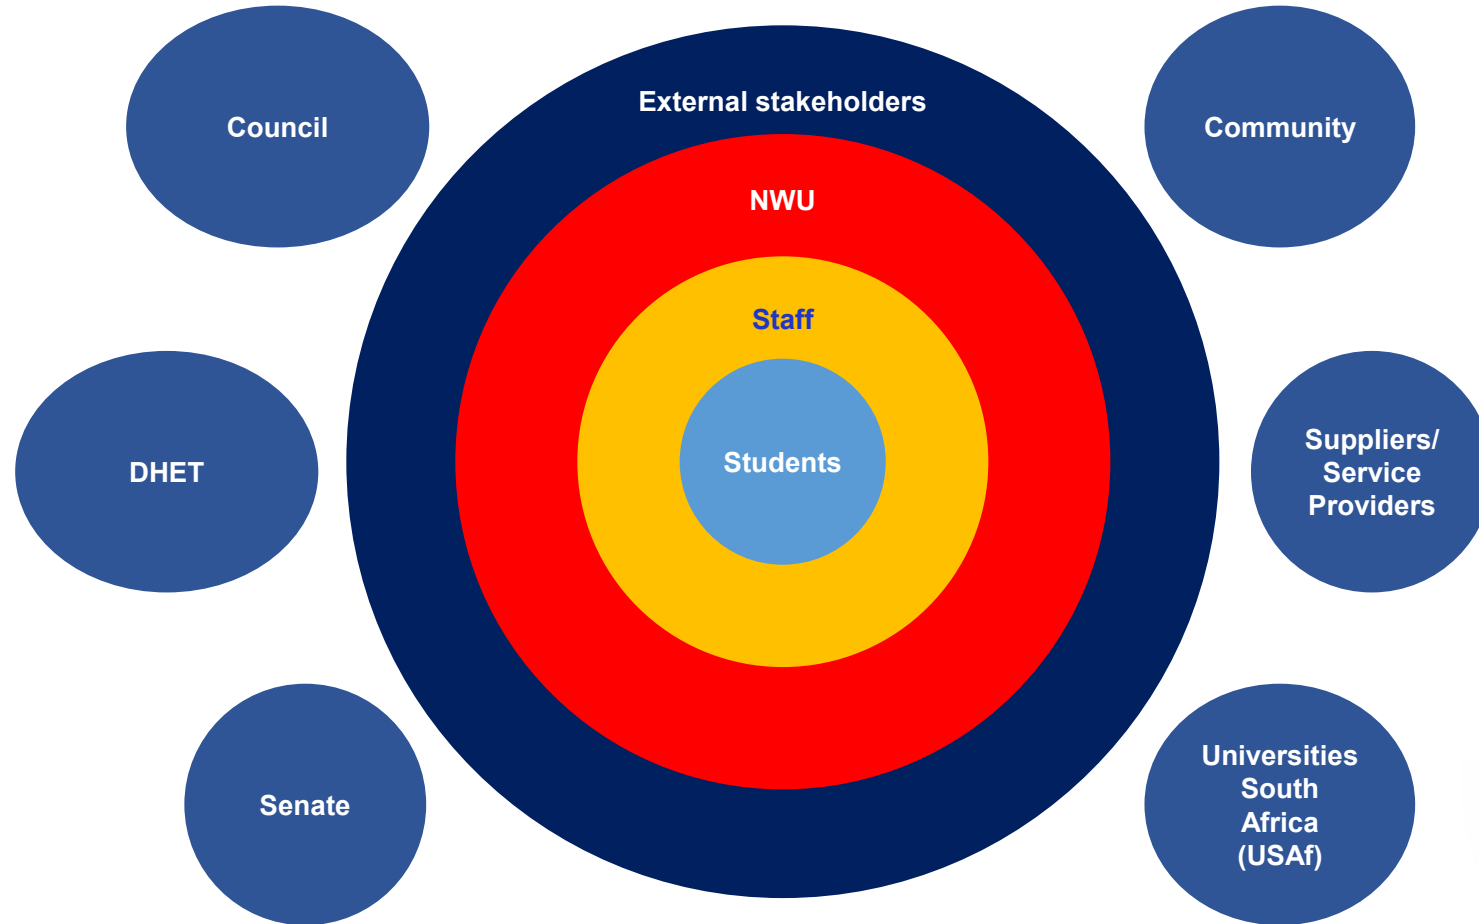 External stakeholders
Council
Community
NWU
Staff
Students
DHET
Suppliers/
Service
Providers
Senate
Universities
South
Africa
(USAf)